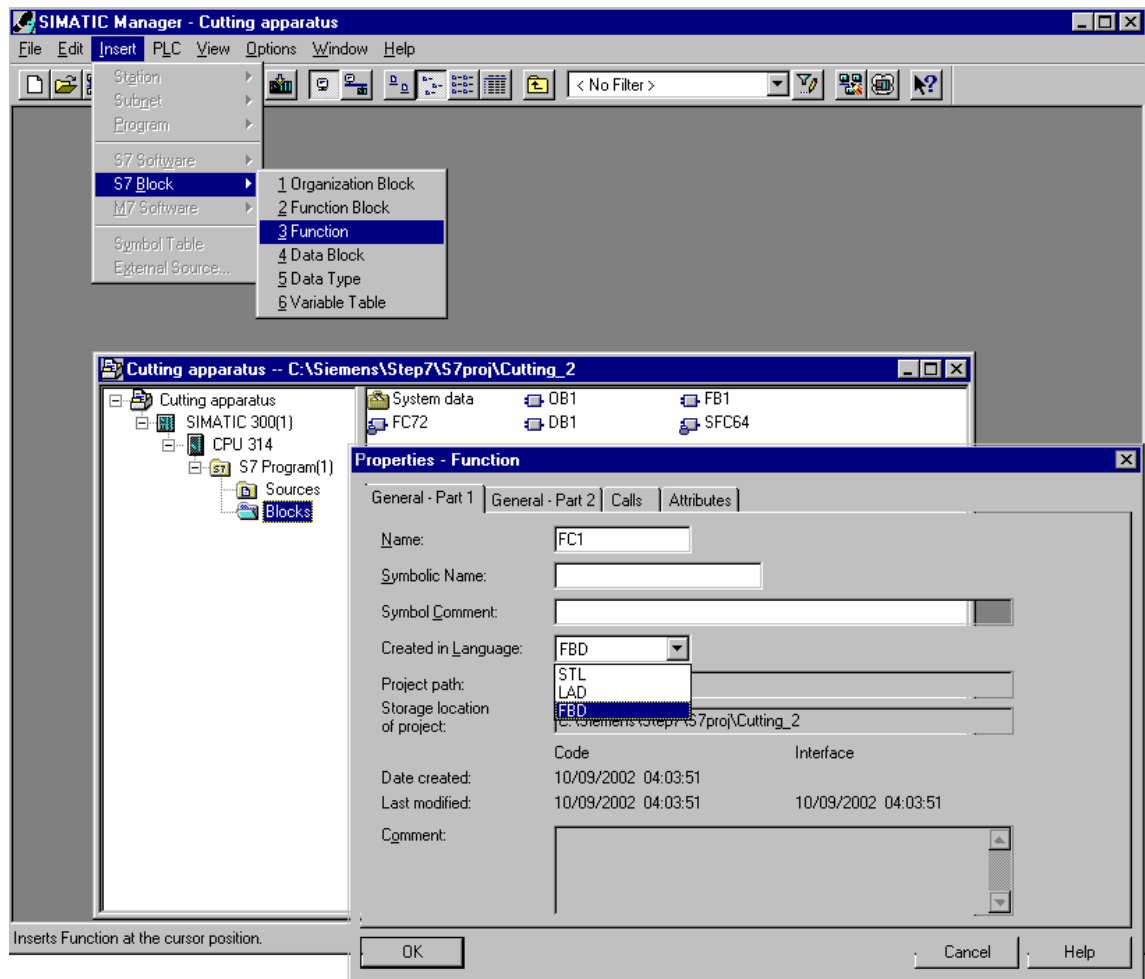 SIMATIC Manager - Cutting apparatus
File Edit Insert PLC View Options Window Help
< No Filter >
Station
Subnet
Program
S7 Software
S7 Block
M7 Software
Symbol Table
External Source...
1 Organization Block
2 Function Block
3 Function
4 Data Block
5 Data Type
6 Variable Table
Cutting apparatus -- C:\Siemens\Step7\S7proj\Cutting_2
Cutting apparatus
SIMATIC 300(1)
CPU 314
S7 Program(1)
Sources
Blocks
System data OB1 FB1
FC72 DB1 SFC64
Properties - Function
General - Part 1 General - Part 2 Calls Attributes
Name: FC1
Symbolic Name:
Symbol Comment:
Created in Language: FBD
STL
LAD
FBD
Project path:
Storage location
of project: C:\Siemens\Step7\S7proj\Cutting_2
Code Interface
Date created: 10/09/2002 04:03:51
Last modified: 10/09/2002 04:03:51 10/09/2002 04:03:51
Comment:
OK Cancel Help
Inserts Function at the cursor position.